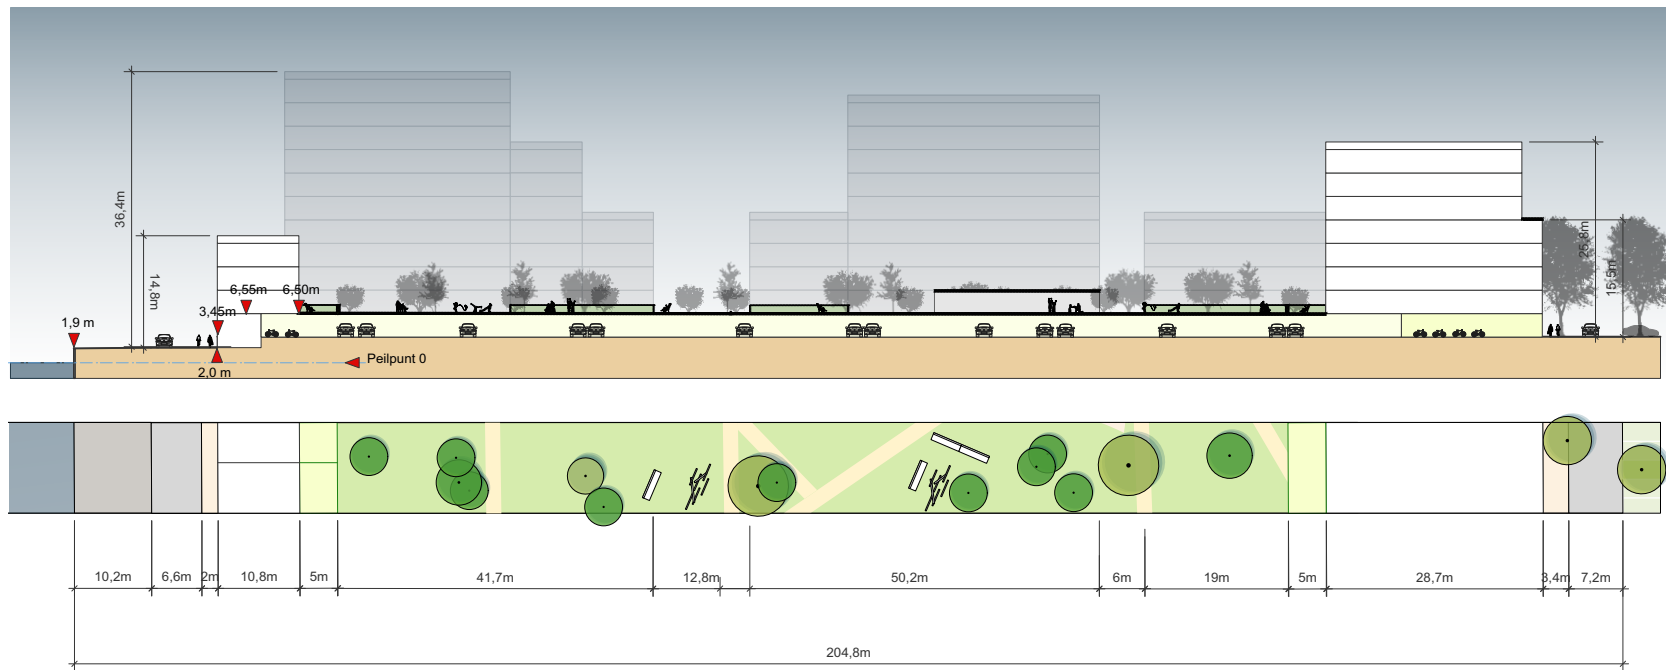 36,4m
14,8m
6,55m
6,50m
3,45m
1,9 m
2,0 m
Peilpunt 0
25,8m
15,5m
10,2m
6,6m
2m
10,8m
5m
41,7m
12,8m
50,2m
6m
19m
5m
28,7m
3,4m
7,2m
204,8m